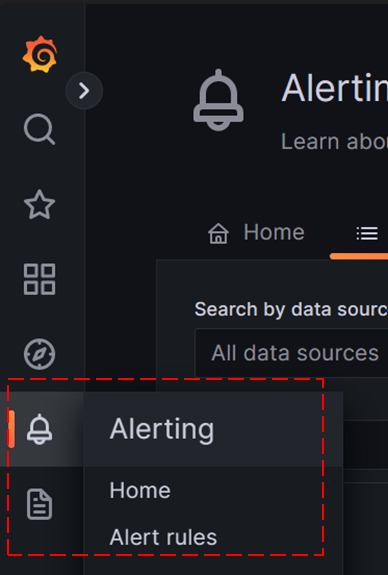 Alertin
Learn abou
Home
Search by data sourc
All data sources
Alerting
Home
Alert rules